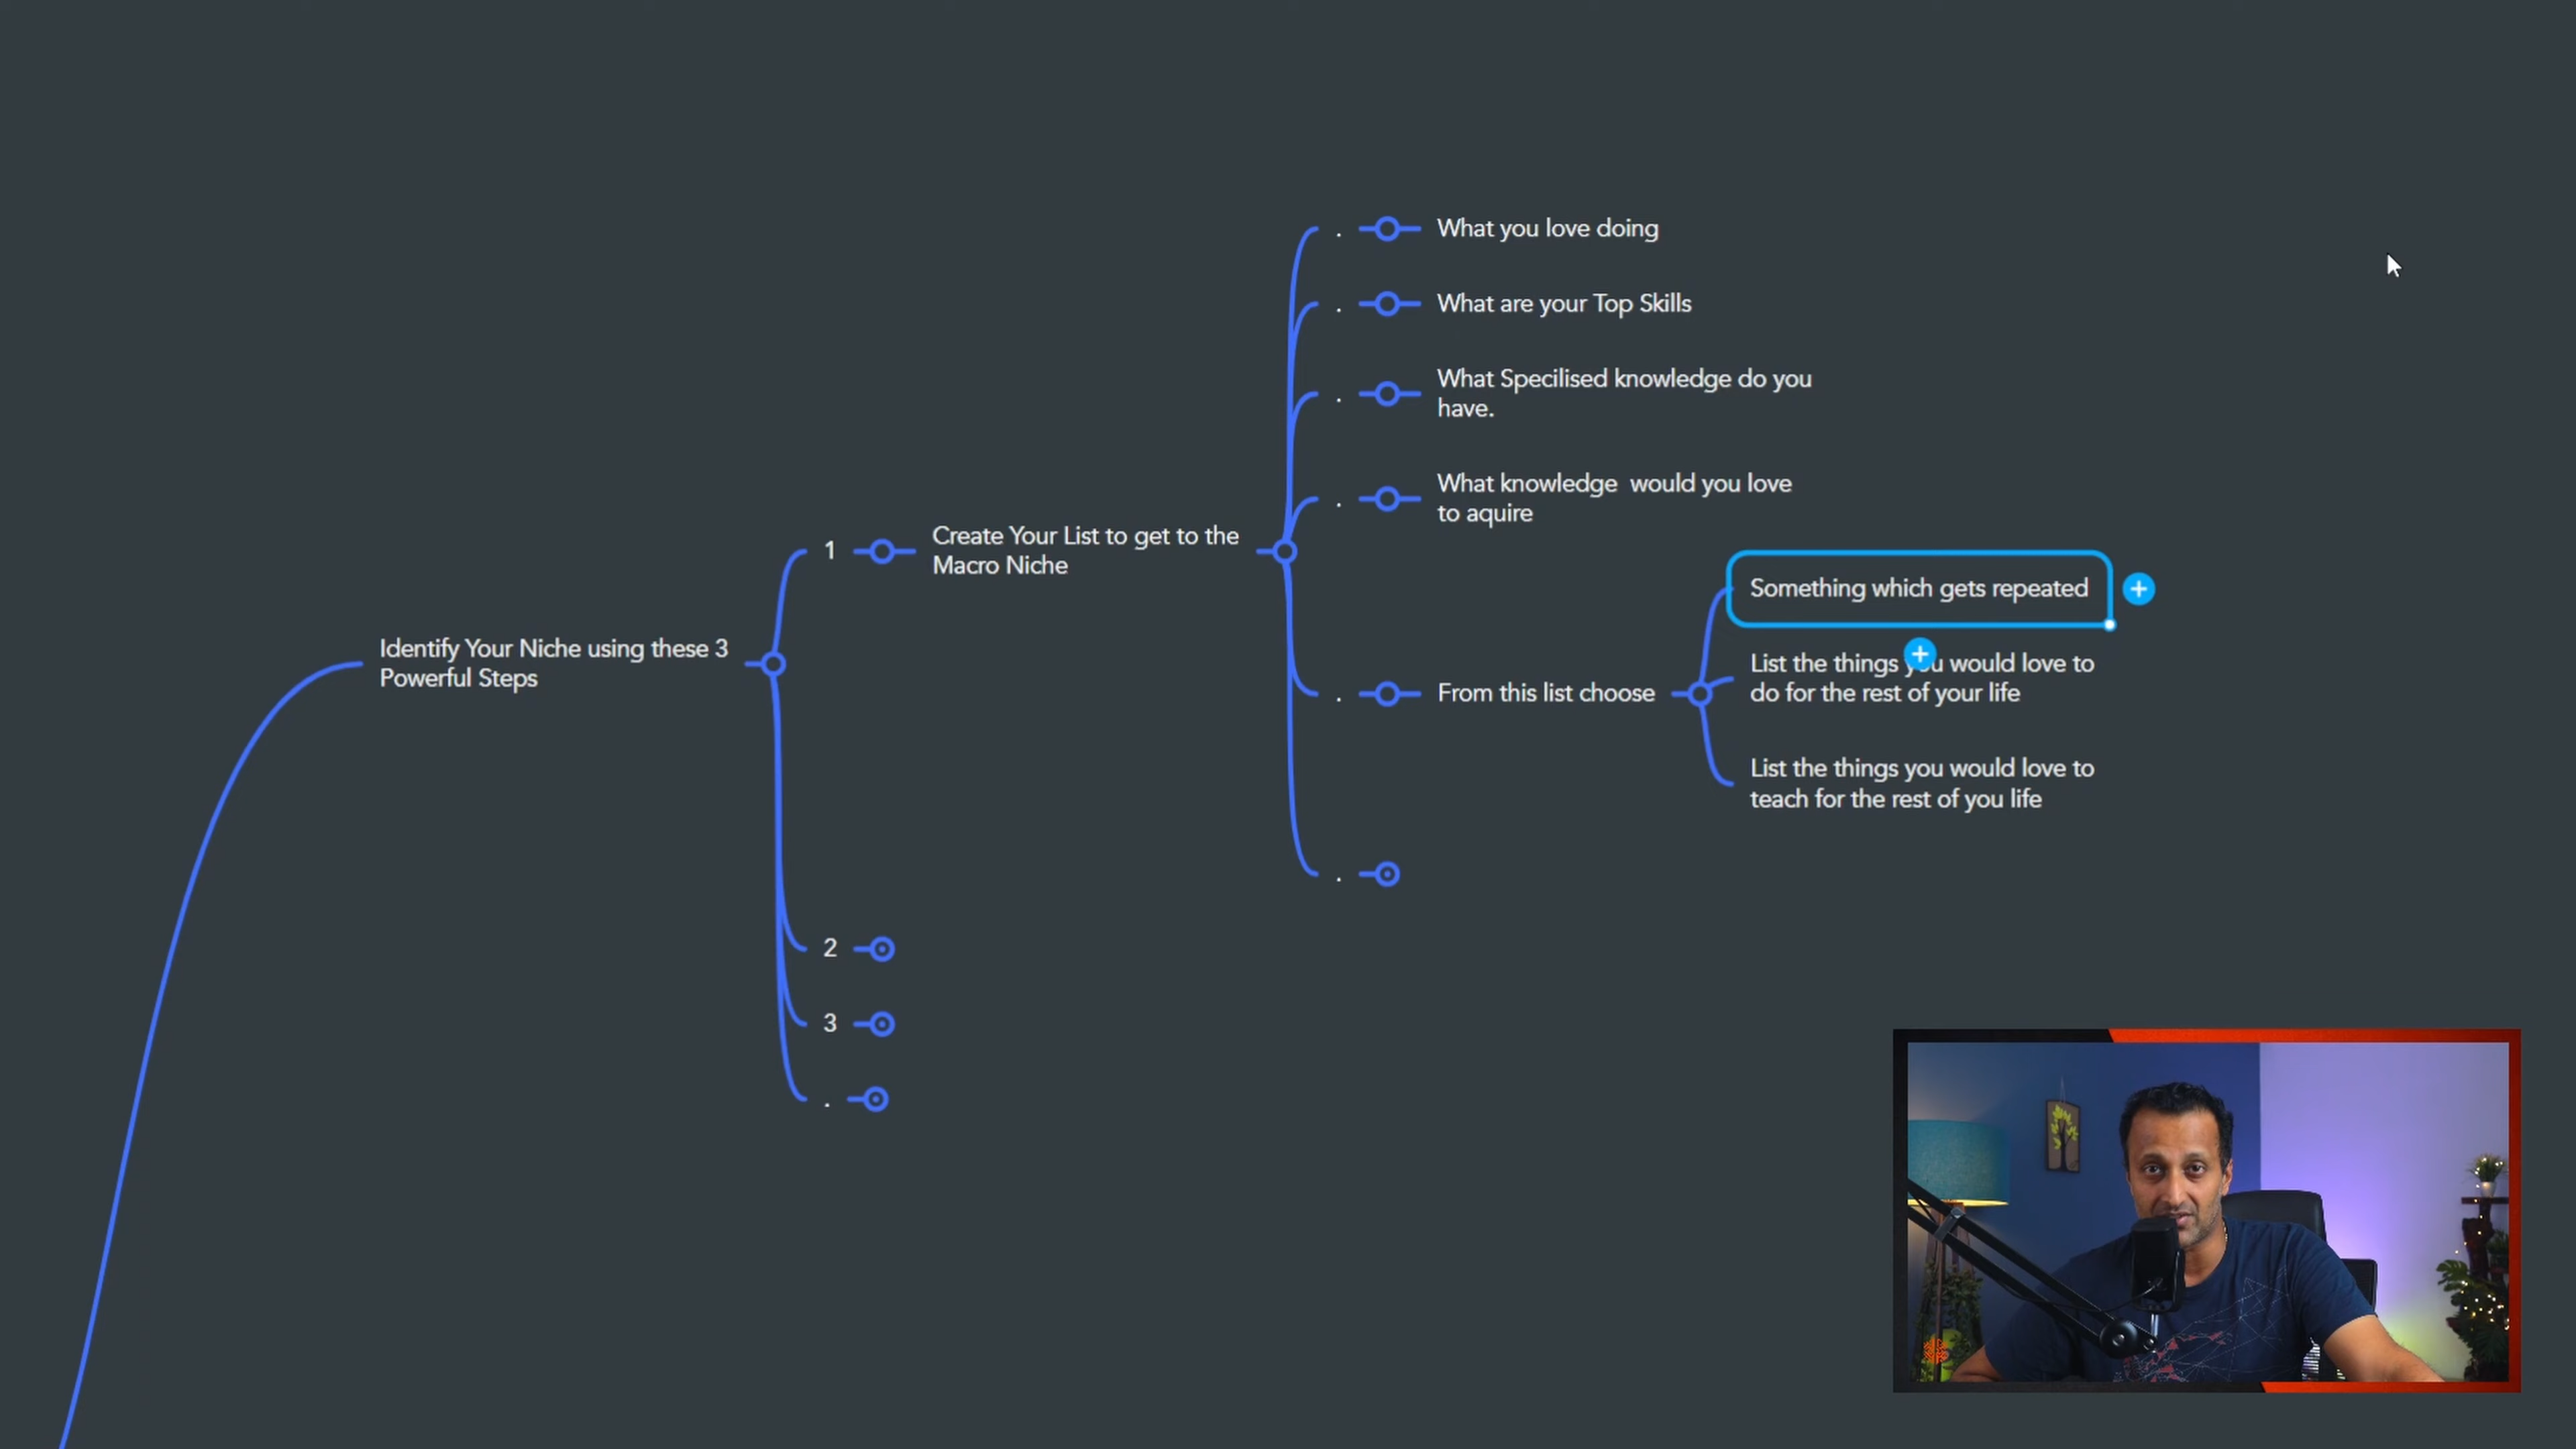 What you love doing
. 
What are your Top Skills
.
What Specilised knowledge do you
have.
.
What knowledge  would you love
to aquire
.
1
Create Your List to get to the
Macro Niche
Something which gets repeated
Identify Your Niche using these 3
Powerful Steps
List the things you would love to
do for the rest of your life
.
From this list choose
List the things you would love to
teach for the rest of you life
.
2
3
.